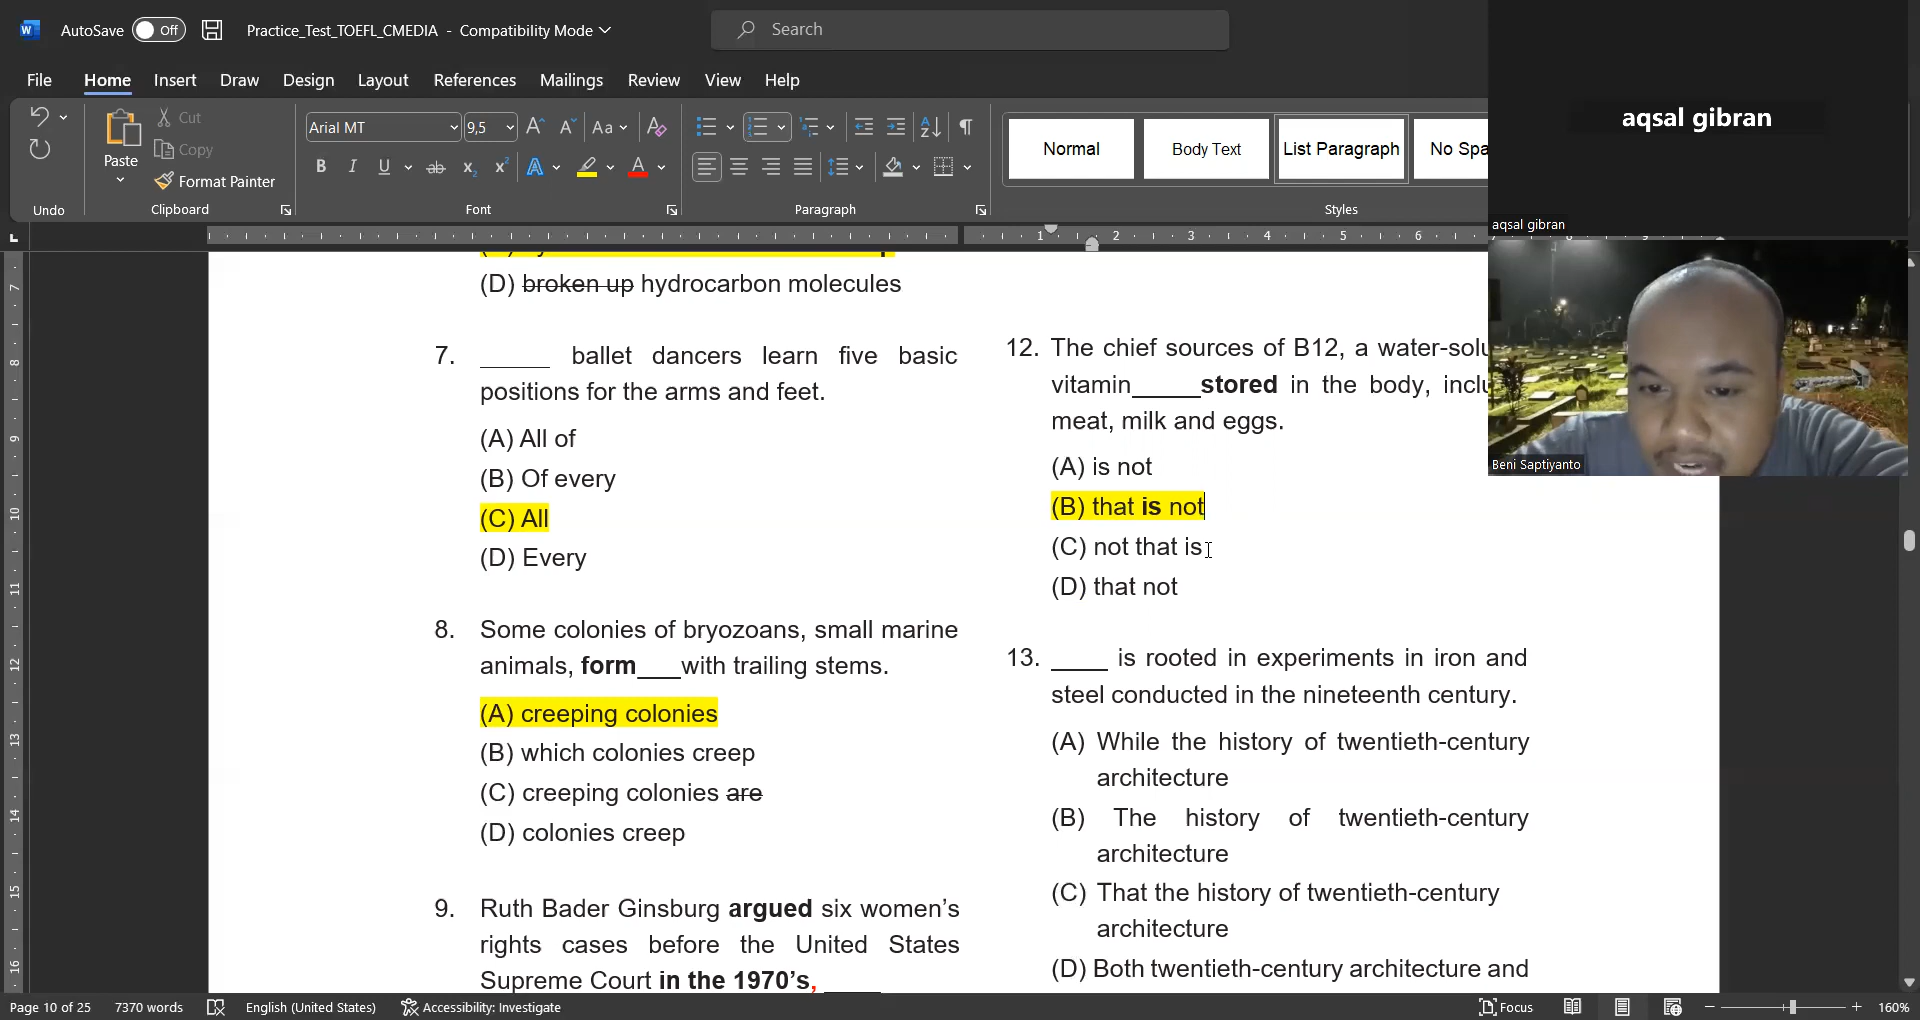 AutoSave Off Practice_Test_TOEFL_CMEDIA - Compatibility Mode Search
File Home Insert Draw Design Layout References Mailings Review View Help
Paste Cut Copy Format Painter
Arial MT 9,5
Normal Body Text List Paragraph No Spa
Undo Clipboard Font Paragraph Styles
aqsal gibran
aqsal gibran
Beni Saptiyanto
(D) broken up hydrocarbon molecules
7. _____ ballet dancers learn five basic
positions for the arms and feet.
(A) All of
(B) Of every
(C) All
(D) Every
8. Some colonies of bryozoans, small marine
animals, form___with trailing stems.
(A) creeping colonies
(B) which colonies creep
(C) creeping colonies are
(D) colonies creep
9. Ruth Bader Ginsburg argued six women’s
rights cases before the United States
Supreme Court in the 1970’s, ____
12. The chief sources of B12, a water-solu
vitamin_____stored in the body, inclu
meat, milk and eggs.
(A) is not
(B) that is not
(C) not that is
(D) that not
13. ____ is rooted in experiments in iron and
steel conducted in the nineteenth century.
(A) While the history of twentieth-century
architecture
(B) The history of twentieth-century
architecture
(C) That the history of twentieth-century
architecture
(D) Both twentieth-century architecture and
Page 10 of 25 7370 words English (United States) Accessibility: Investigate Focus 160%